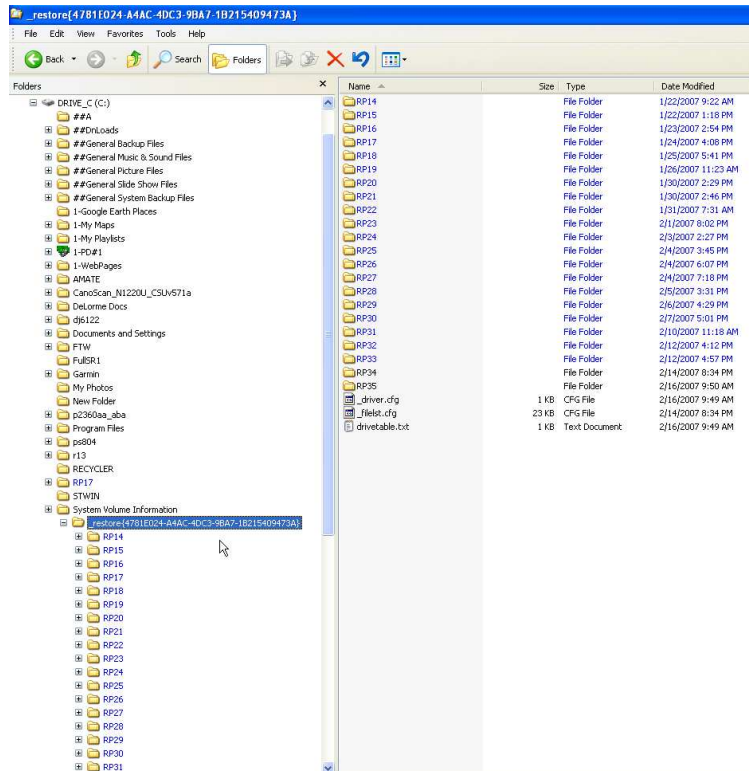 _restore{4781E024-A4AC-4DC3-9BA7-1B215409473A}
File Edit View Favorites Tools Help
Back Search Folders
Folders
DRIVE_C (C:)
##A
##DnLoads
##General Backup Files
##General Music & Sound Files
##General Picture Files
##General Slide Show Files
##General System Backup Files
1-Google Earth Places
1-My Maps
1-My Playlists
1-PD#1
1-WebPages
AMATE
CanoScan_N1220U_CSUv571a
DeLorme Docs
dj6122
Documents and Settings
FTW
FullSR1
Garmin
My Photos
New Folder
p2360aa_aba
Program Files
ps804
r13
RECYCLER
RP17
STWIN
System Volume Information
_restore{4781E024-A4AC-4DC3-9BA7-1B215409473A}
RP14
RP15
RP16
RP17
RP18
RP19
RP20
RP21
RP22
RP23
RP24
RP25
RP26
RP27
RP28
RP29
RP30
RP31
Name Size Type Date Modified
RP14 File Folder 1/22/2007 9:22 AM
RP15 File Folder 1/22/2007 1:18 PM
RP16 File Folder 1/23/2007 2:54 PM
RP17 File Folder 1/24/2007 4:08 PM
RP18 File Folder 1/25/2007 5:41 PM
RP19 File Folder 1/26/2007 11:23 AM
RP20 File Folder 1/30/2007 2:29 PM
RP21 File Folder 1/30/2007 2:46 PM
RP22 File Folder 1/31/2007 7:31 AM
RP23 File Folder 2/1/2007 8:02 PM
RP24 File Folder 2/3/2007 2:27 PM
RP25 File Folder 2/4/2007 3:45 PM
RP26 File Folder 2/4/2007 6:07 PM
RP27 File Folder 2/4/2007 7:18 PM
RP28 File Folder 2/5/2007 3:31 PM
RP29 File Folder 2/6/2007 4:29 PM
RP30 File Folder 2/7/2007 5:01 PM
RP31 File Folder 2/10/2007 11:18 AM
RP32 File Folder 2/12/2007 4:12 PM
RP33 File Folder 2/12/2007 4:57 PM
RP34 File Folder 2/14/2007 8:34 PM
RP35 File Folder 2/16/2007 9:50 AM
_driver.cfg 1 KB CFG File 2/16/2007 9:49 AM
_filelst.cfg 23 KB CFG File 2/14/2007 8:34 PM
drivetable.txt 1 KB Text Document 2/16/2007 9:49 AM